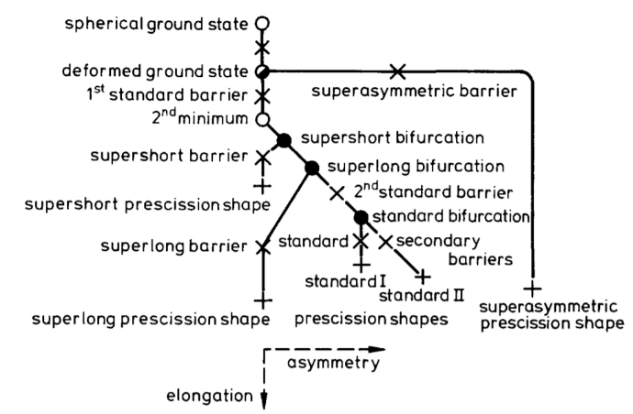 spherical ground state
deformed ground state
superasymmetric barrier
1st standard barrier
2nd minimum
supershort bifurcation
supershort barrier
superlong bifurcation
2nd standard barrier
supershort prescission shape
standard bifurcation
superlong barrier
standard
secondary
barriers
standard I
standard II
superasymmetric
prescission shape
superlong prescission shape
prescission shapes
asymmetry
elongation